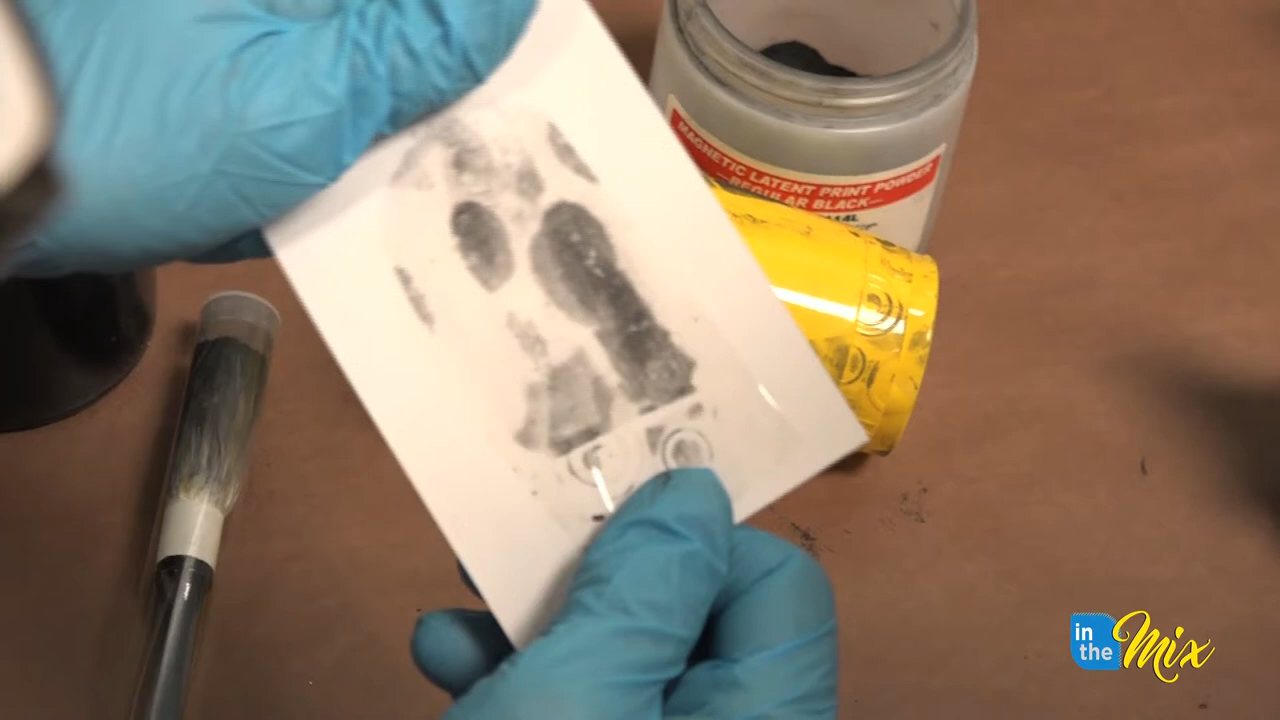 MAGNETIC LATENT PRINT POWDER
—REGULAR BLACK—
in
the
Mix